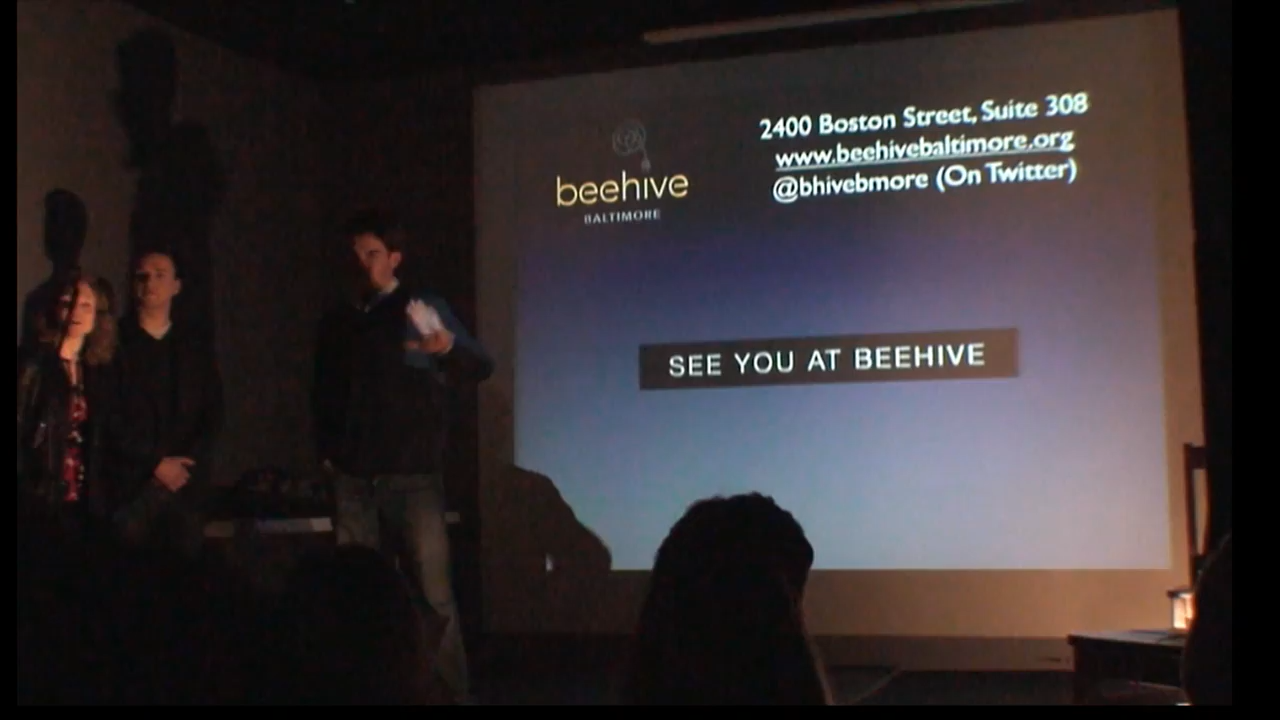 beehive
BALTIMORE
2400 Boston Street, Suite 308
www.beehivebaltimore.org
@bhivebmore (On Twitter)
SEE YOU AT BEEHIVE